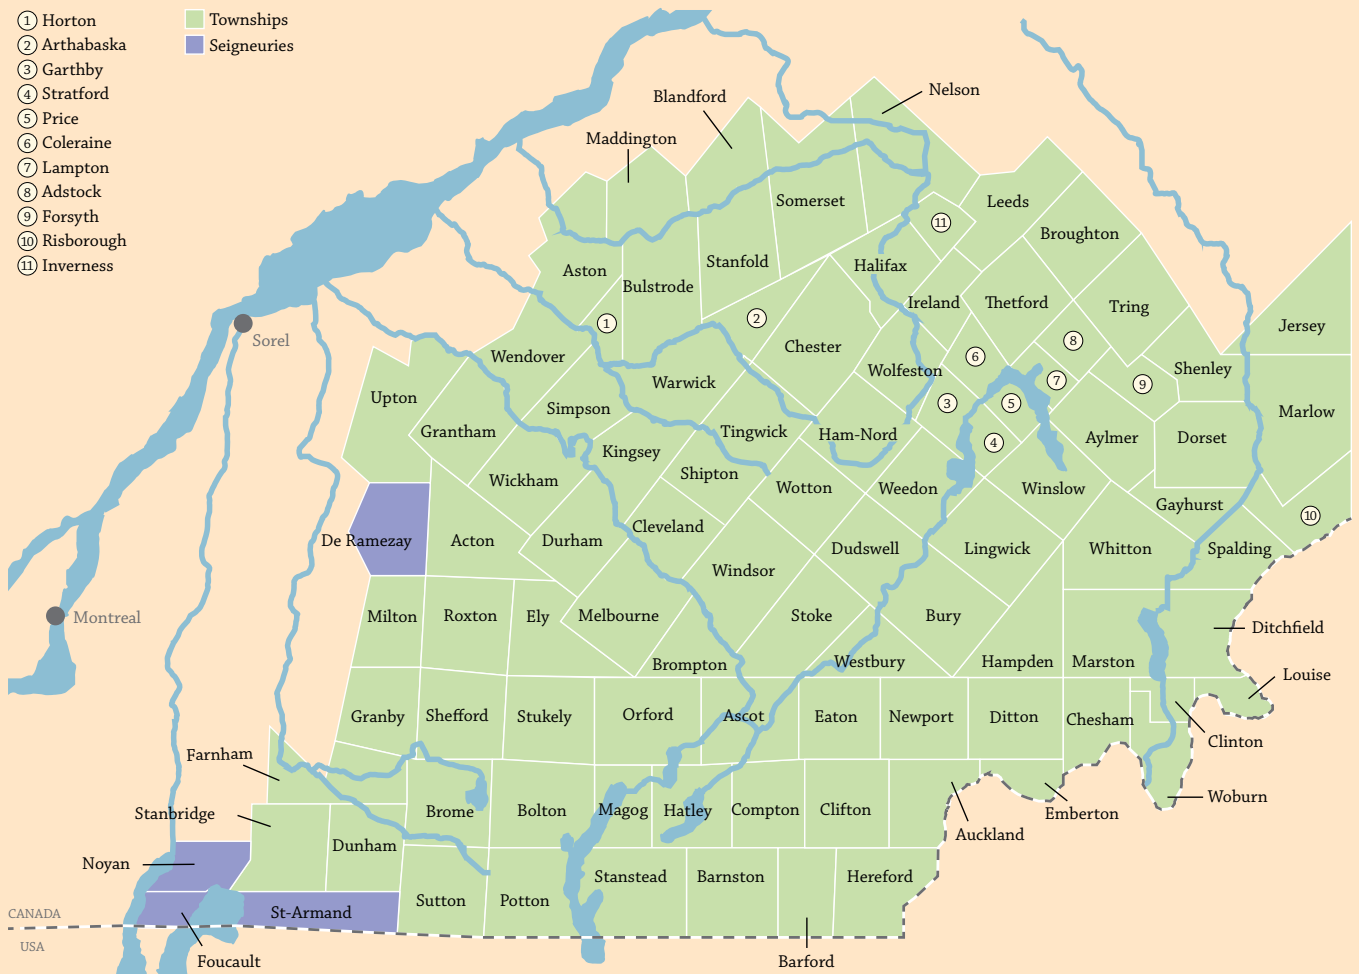 1 Horton
2 Arthabaska
3 Garthby
4 Stratford
5 Price
6 Coleraine
7 Lampton
8 Adstock
9 Forsyth
10 Risborough
11 Inverness
Townships
Seigneuries
Nelson
Blandford
Maddington
Somerset
Leeds
11
Broughton
Stanfold
Halifax
Aston
Bulstrode
Ireland
Thetford
Tring
1
2
Jersey
Sorel
Chester
8
Wendover
6
Shenley
Wolfeston
Warwick
7
9
Upton
Simpson
3
5
Marlow
Grantham
Tingwick
Ham-Nord
4
Aylmer
Dorset
Kingsey
Shipton
Wickham
Wotton
Weedon
Winslow
Gayhurst
10
Cleveland
De Ramezay
Acton
Durham
Dudswell
Lingwick
Whitton
Spalding
Windsor
Montreal
Milton
Roxton
Ely
Melbourne
Stoke
Bury
Ditchfield
Brompton
Westbury
Hampden
Marston
Louise
Granby
Shefford
Stukely
Orford
Ascot
Eaton
Newport
Ditton
Chesham
Clinton
Farnham
Woburn
Stanbridge
Brome
Bolton
Magog
Hatley
Compton
Clifton
Emberton
Auckland
Dunham
Noyan
Stanstead
Barnston
Hereford
Sutton
Potton
CANADA
St-Armand
USA
Foucault
Barford